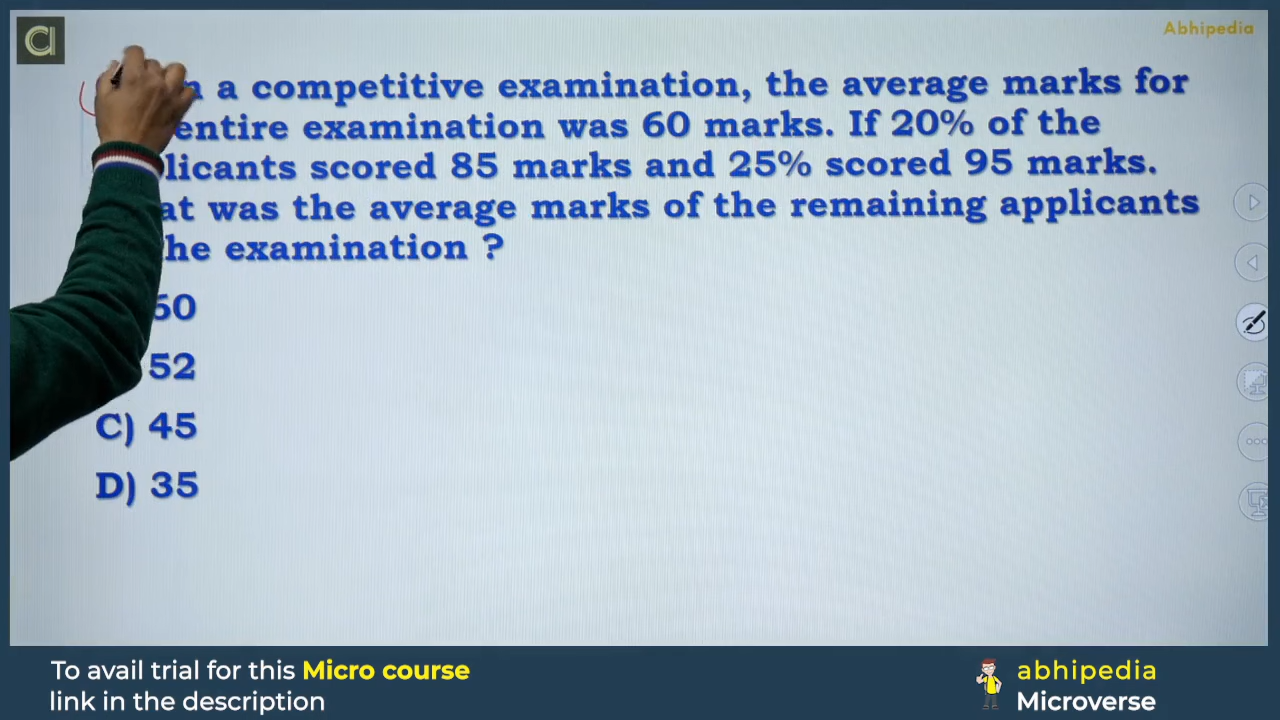 Abhipedia
a competitive examination, the average marks for
entire examination was 60 marks. If 20% of the
licants scored 85 marks and 25% scored 95 marks.
at was the average marks of the remaining applicants
he examination ?
60
52
C) 45
D) 35
To avail trial for this Micro course
link in the description
abhipedia
Microverse